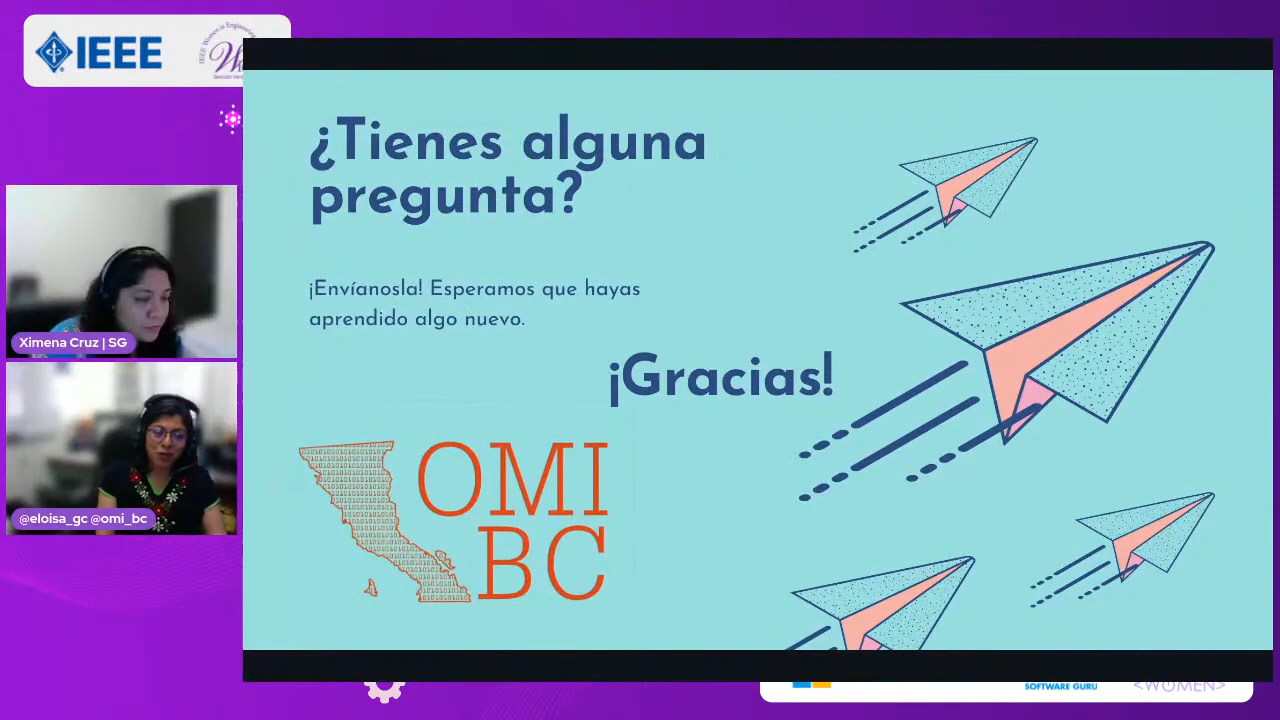 IEEE
¿Tienes alguna
pregunta?
¡Envíanosla! Esperamos que hayas
aprendido algo nuevo.
¡Gracias!
OMI
BC
Ximena Cruz | SG
@eloisa_gc @omi_bc
SOFTWARE GURU
<WOMEN>